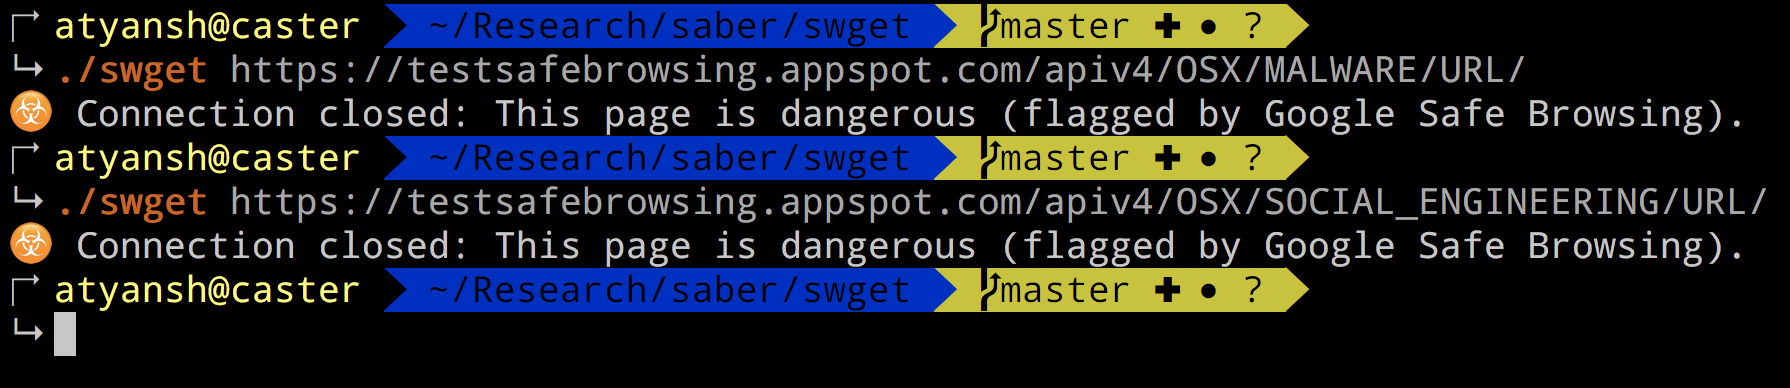 atyansh@caster ~/Research/saber/swget master ✚ ● ?
./swget https://testsafebrowsing.appspot.com/apiv4/OSX/MALWARE/URL/
☣ Connection closed: This page is dangerous (flagged by Google Safe Browsing).
atyansh@caster ~/Research/saber/swget master ✚ ● ?
./swget https://testsafebrowsing.appspot.com/apiv4/OSX/SOCIAL_ENGINEERING/URL/
☣ Connection closed: This page is dangerous (flagged by Google Safe Browsing).
atyansh@caster ~/Research/saber/swget master ✚ ● ?